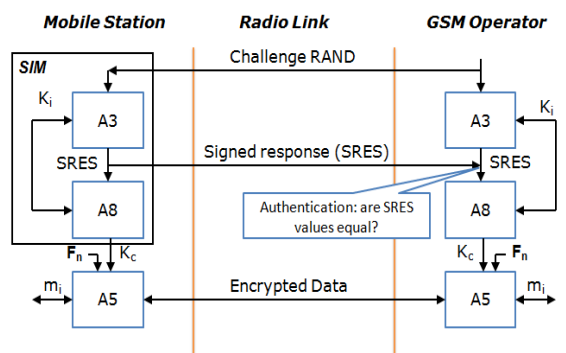 Mobile Station
Radio Link
GSM Operator
SIM
Challenge RAND
Ki
A3
A3
Ki
SRES
Signed response (SRES)
SRES
A8
Authentication: are SRES
values equal?
A8
Fn
Kc
Kc
Fn
mi
A5
Encrypted Data
A5
mi